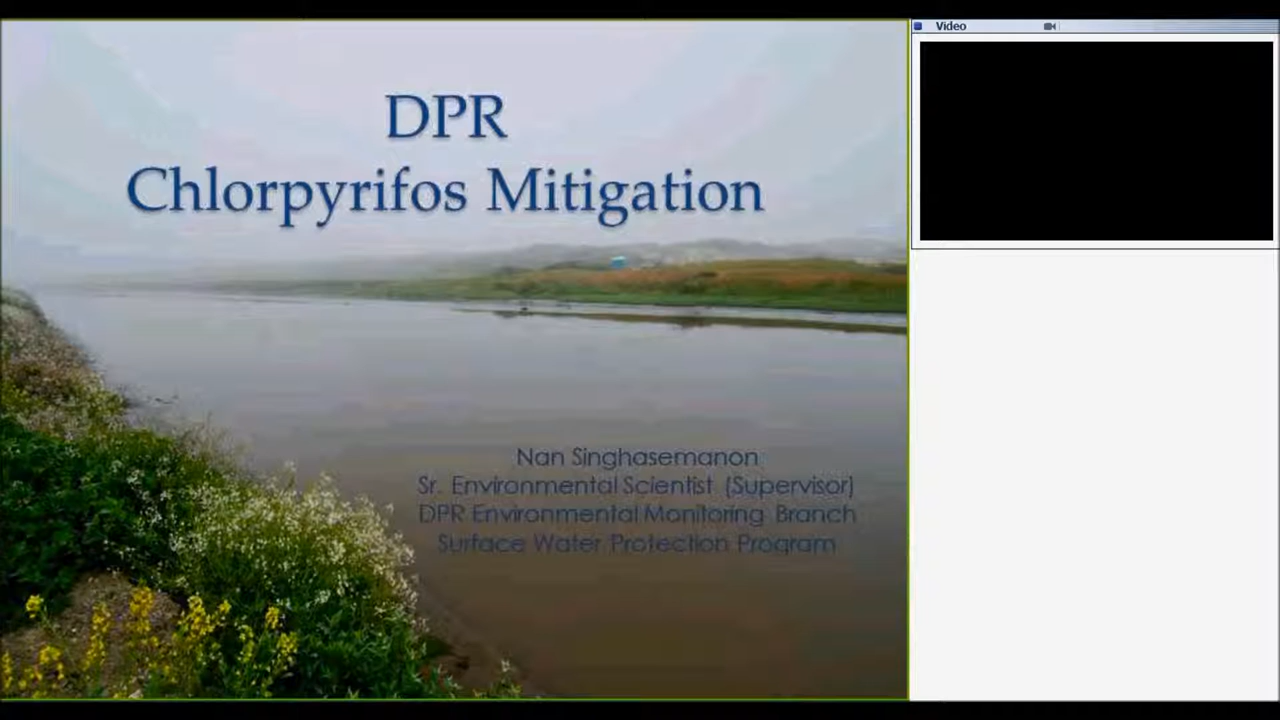 DPR
Chlorpyrifos Mitigation
Nan Singhasemanon
Sr. Environmental Scientist (Supervisor)
DPR Environmental Monitoring Branch
Surface Water Protection Program
Video